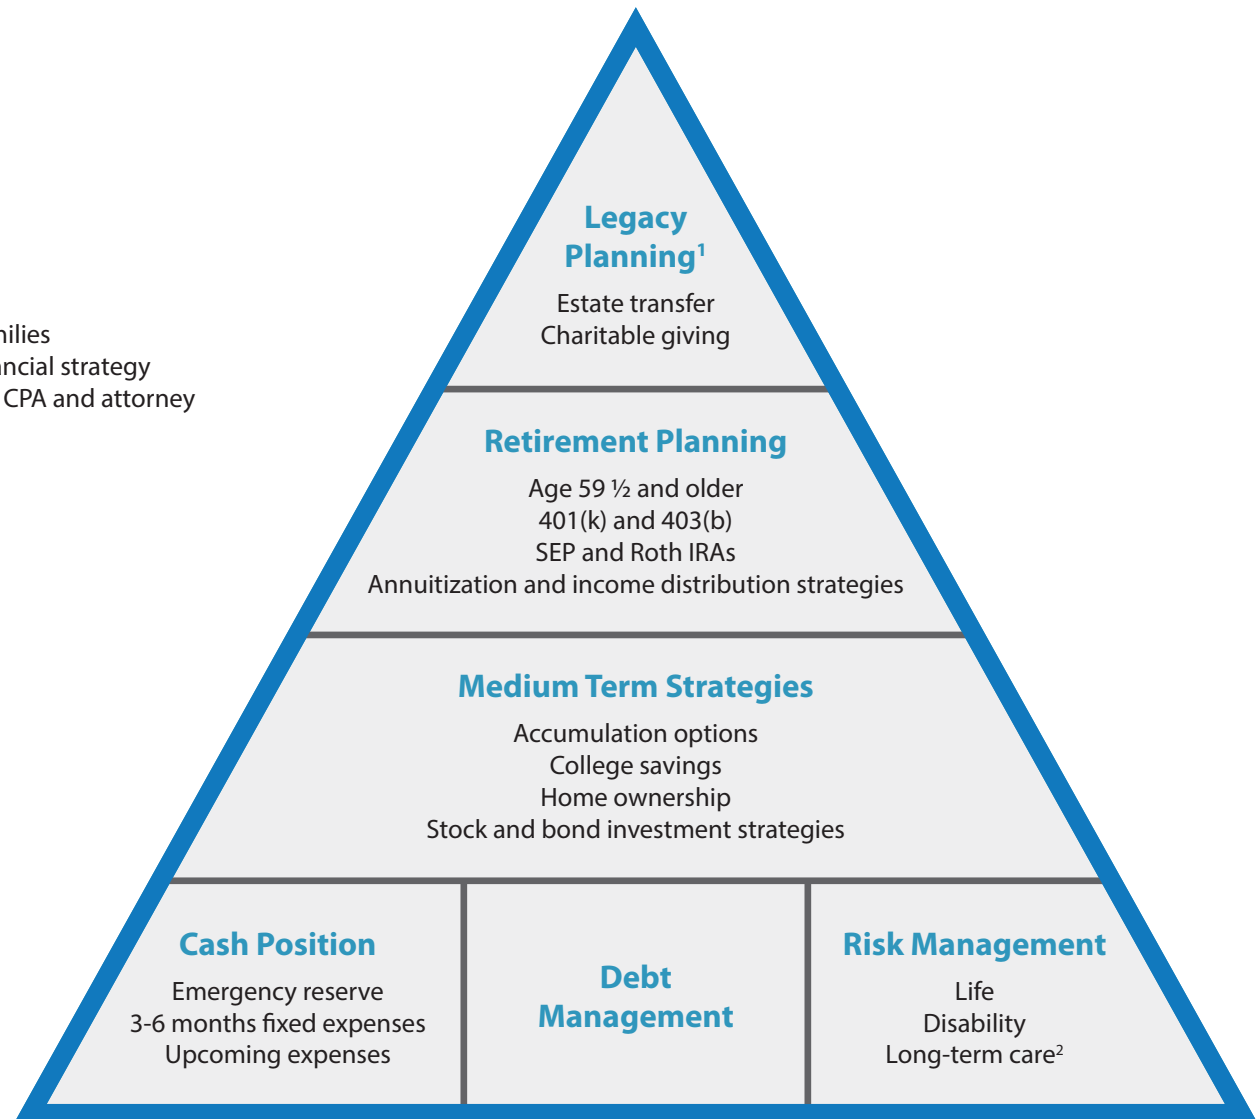 Legacy
Planning¹
Estate transfer
Charitable giving
nilies
ncial strategy
CPA and attorney
Retirement Planning
Age 59 ½ and older
401(k) and 403(b)
SEP and Roth IRAs
Annuitization and income distribution strategies
Medium Term Strategies
Accumulation options
College savings
Home ownership
Stock and bond investment strategies
Cash Position
Emergency reserve
3-6 months fixed expenses
Upcoming expenses
Debt
Management
Risk Management
Life
Disability
Long-term care²